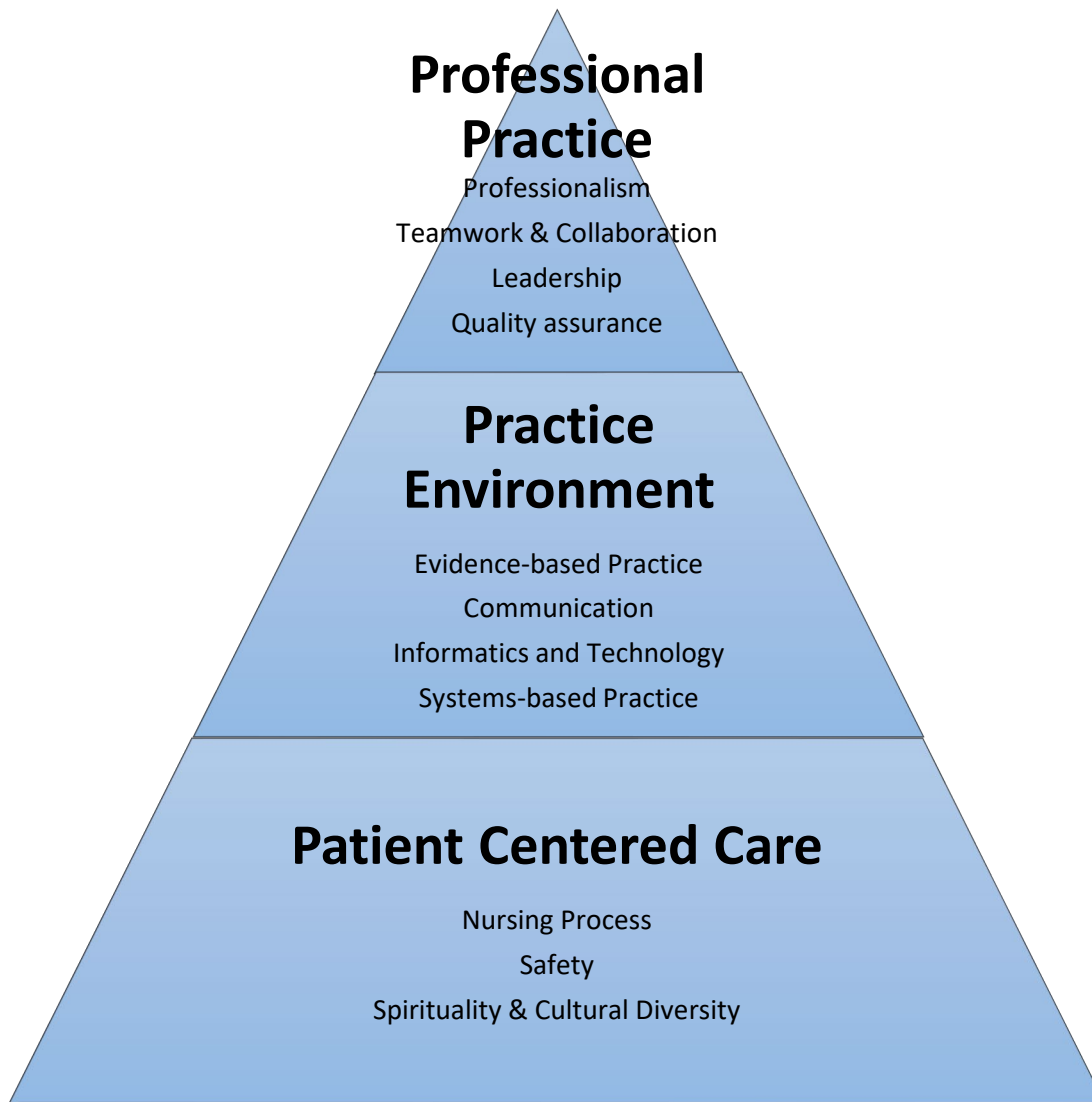 Professional
Practice
Professionalism
Teamwork & Collaboration
Leadership
Quality assurance
Practice
Environment
Evidence-based Practice
Communication
Informatics and Technology
Systems-based Practice
Patient Centered Care
Nursing Process
Safety
Spirituality & Cultural Diversity